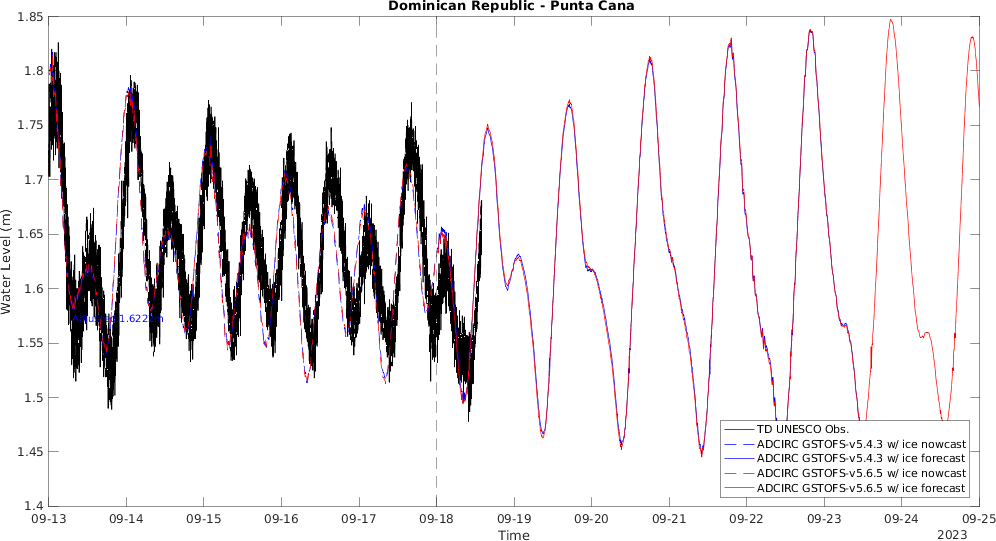 Dominican Republic - Punta Cana
Water Level (m)
1.85
1.8
1.75
1.7
1.65
1.6
1.55
1.5
1.45
1.4
TD UNESCO Obs.
ADCIRC GSTOFS-v5.4.3 w/ ice nowcast
ADCIRC GSTOFS-v5.4.3 w/ ice forecast
ADCIRC GSTOFS-v5.6.5 w/ ice nowcast
ADCIRC GSTOFS-v5.6.5 w/ ice forecast
09-13 09-14 09-15 09-16 09-17 09-18 09-19 09-20 09-21 09-22 09-23 09-24 09-25
Time
2023